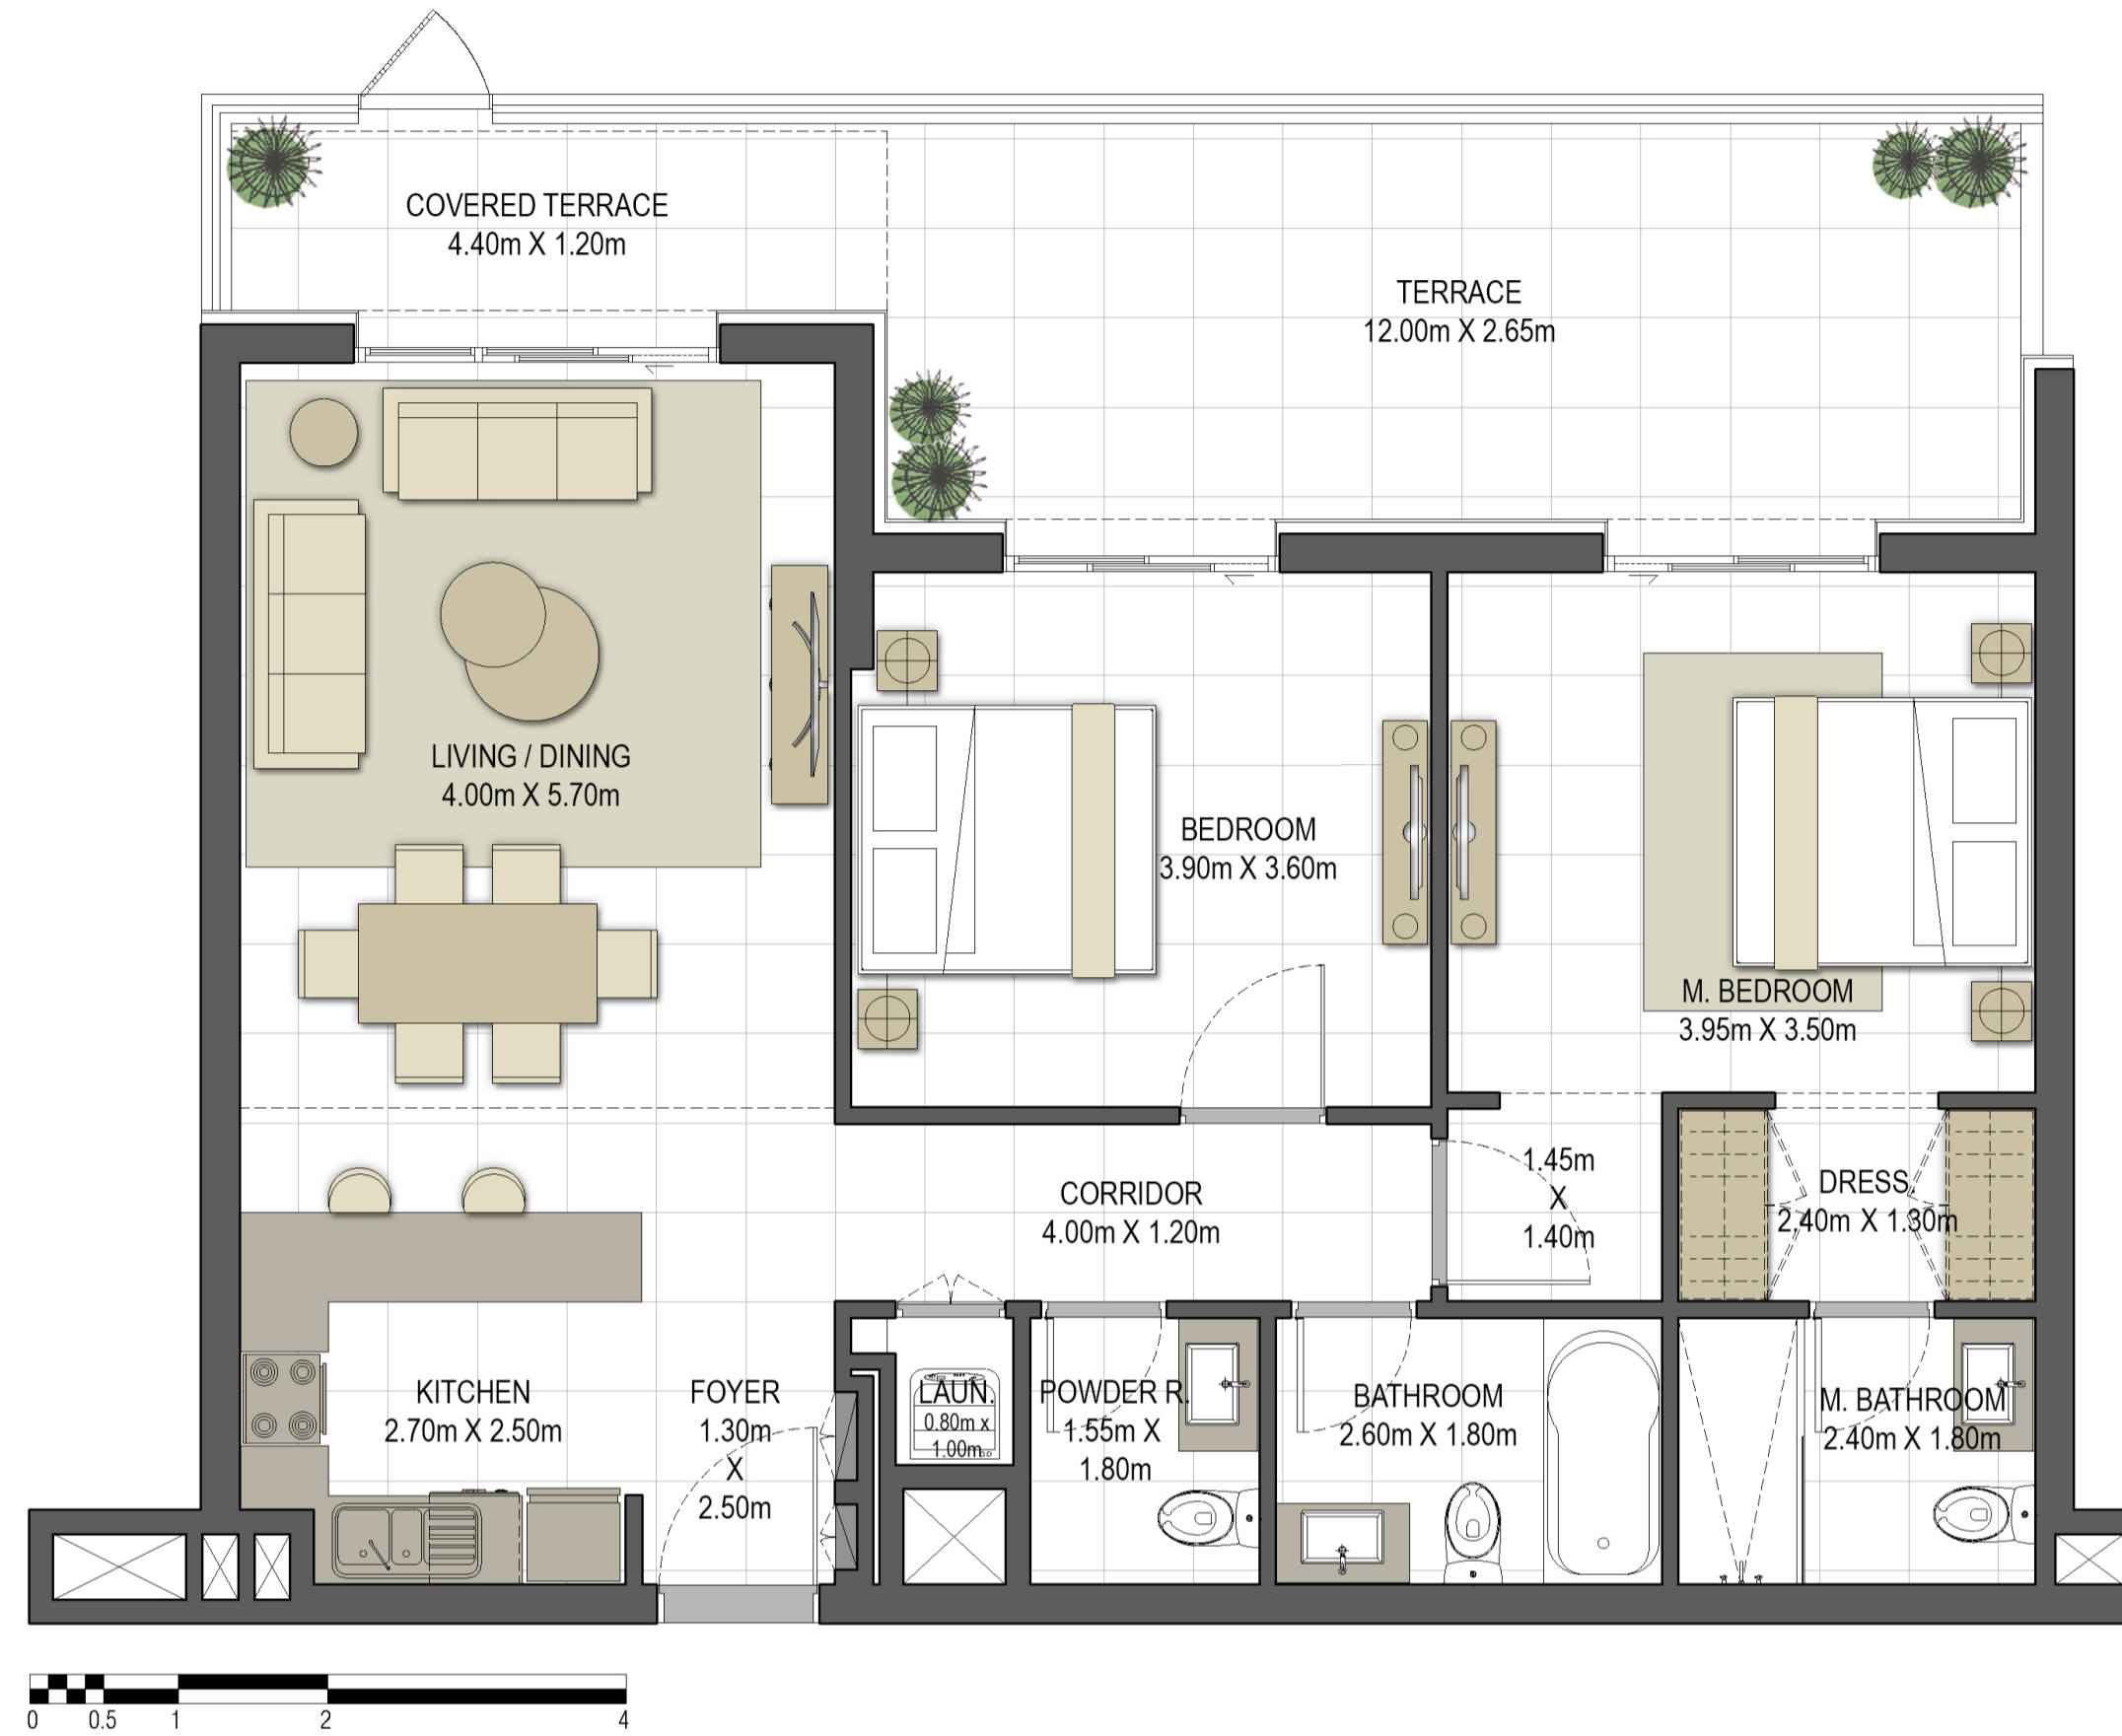 COVERED TERRACE
4.40m X 1.20m
TERRACE
12.00m X 2.65m
LIVING / DINING
4.00m X 5.70m
BEDROOM
3.90m X 3.60m
M. BEDROOM
3.95m X 3.50m
CORRIDOR
4.00m X 1.20m
1.45m
X
1.40m
DRESS.
2.40m X 1.30m
KITCHEN
2.70m X 2.50m
FOYER
1.30m
X
2.50m
LAUN.
0.80m x
1.00m
POWDER R.
1.55m X
1.80m
BATHROOM
2.60m X 1.80m
M. BATHROOM
2.40m X 1.80m
0 0.5 1 2 4